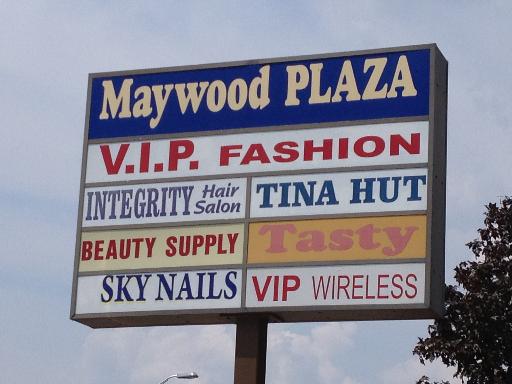 Maywood PLAZA
V.I.P. FASHION
INTEGRITY Hair Salon
TINA HUT
BEAUTY SUPPLY
Tasty
SKY NAILS
VIP WIRELESS